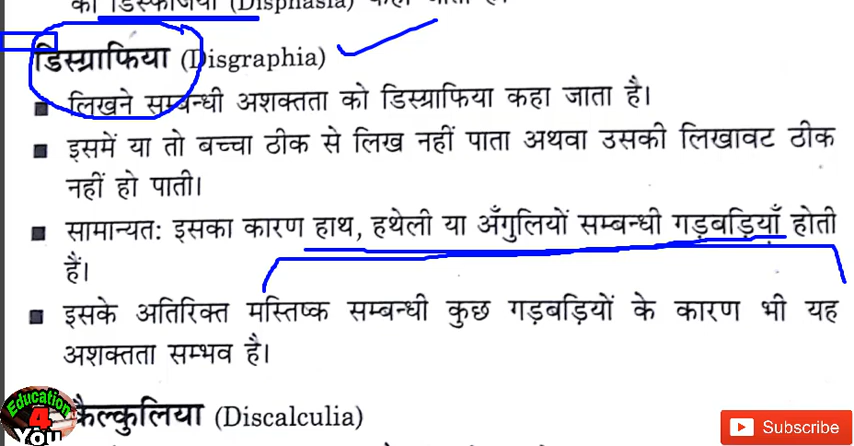 को डिस्फेजिया (Disphasia) कहा जाता है।
डिस्ग्राफिया (Disgraphia)
■ लिखने सम्बन्धी अशक्तता को डिस्ग्राफिया कहा जाता है।
■ इसमें या तो बच्चा ठीक से लिख नहीं पाता अथवा उसकी लिखावट ठीक
नहीं हो पाती।
■ सामान्यत: इसका कारण हाथ, हथेली या अँगुलियों सम्बन्धी गड़बड़ियाँ होती
हैं।
■ इसके अतिरिक्त मस्तिष्क सम्बन्धी कुछ गड़बड़ियों के कारण भी यह
अशक्तता सम्भव है।
कैल्कुलिया (Discalculia)
Education
4
You
Subscribe